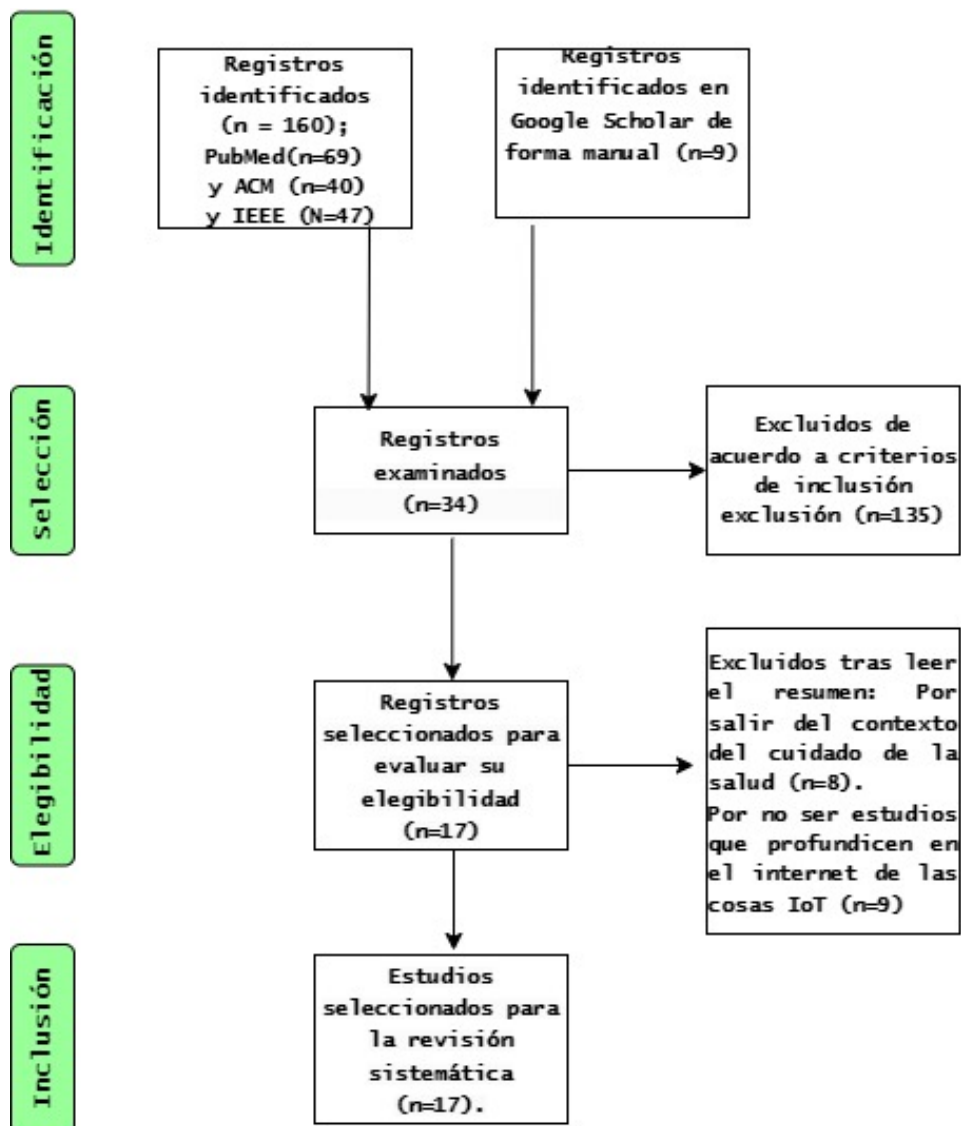 Identificación
Registros
identificados
(n = 160);
PubMed(n=69)
y ACM (n=40)
y IEEE (N=47)
Registros
identificados en
Google Scholar de
forma manual (n=9)
Selección
Registros
examinados
(n=34)
Excluidos de
acuerdo a criterios
de inclusión
exclusión (n=135)
Elegibilidad
Registros
seleccionados para
evaluar su
elegibilidad
(n=17)
Excluidos tras leer
el resumen: Por
salir del contexto
del cuidado de la
salud (n=8).
Por no ser estudios
que profundicen en
el internet de las
cosas IoT (n=9)
Inclusión
Estudios
seleccionados para
la revisión
sistemática
(n=17).